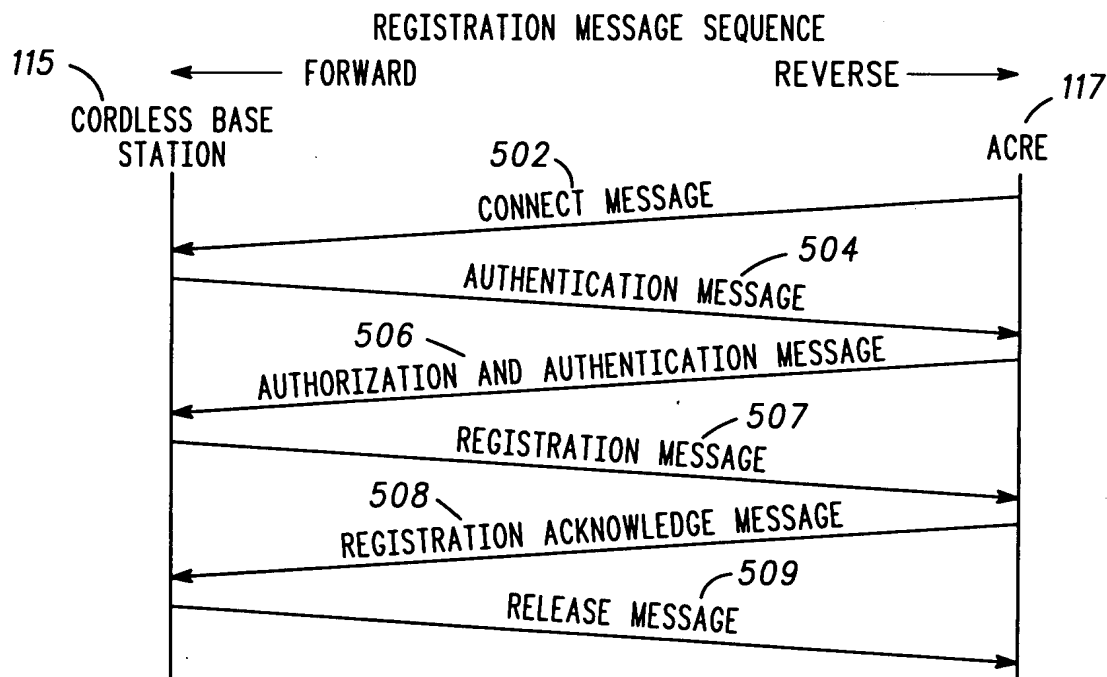 REGISTRATION MESSAGE SEQUENCE
115
FORWARD
REVERSE
117
CORDLESS BASE
STATION
ACRE
502
CONNECT MESSAGE
504
AUTHENTICATION MESSAGE
506
AUTHORIZATION AND AUTHENTICATION MESSAGE
507
REGISTRATION MESSAGE
508
REGISTRATION ACKNOWLEDGE MESSAGE
509
RELEASE MESSAGE